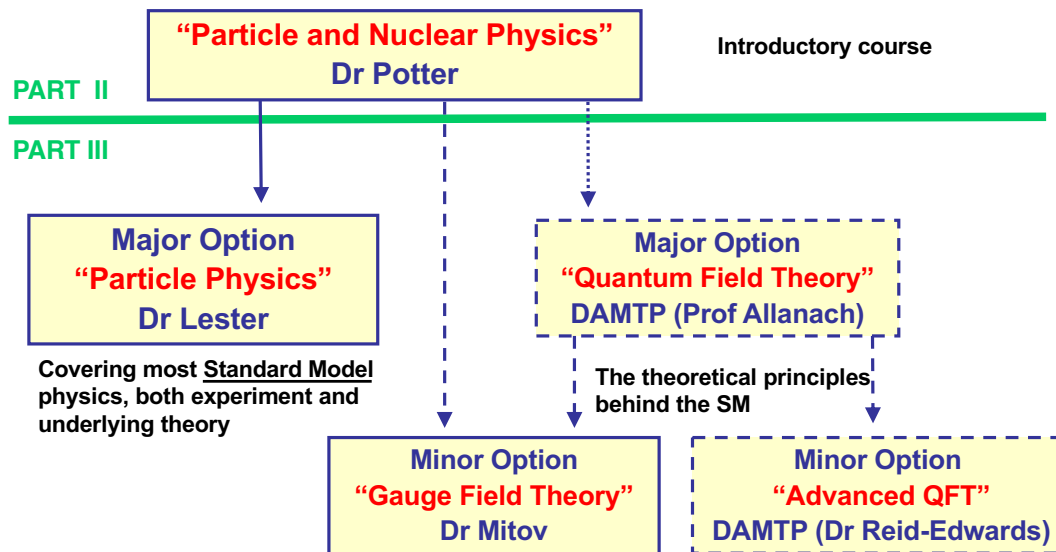 “Particle and Nuclear Physics”
Dr Potter
Introductory course
PART II
PART III
Major Option
“Particle Physics”
Dr Lester
Major Option
“Quantum Field Theory”
DAMTP (Prof Allanach)
Covering most Standard Model
physics, both experiment and
underlying theory
The theoretical principles
behind the SM
Minor Option
“Gauge Field Theory”
Dr Mitov
Minor Option
“Advanced QFT”
DAMTP (Dr Reid-Edwards)